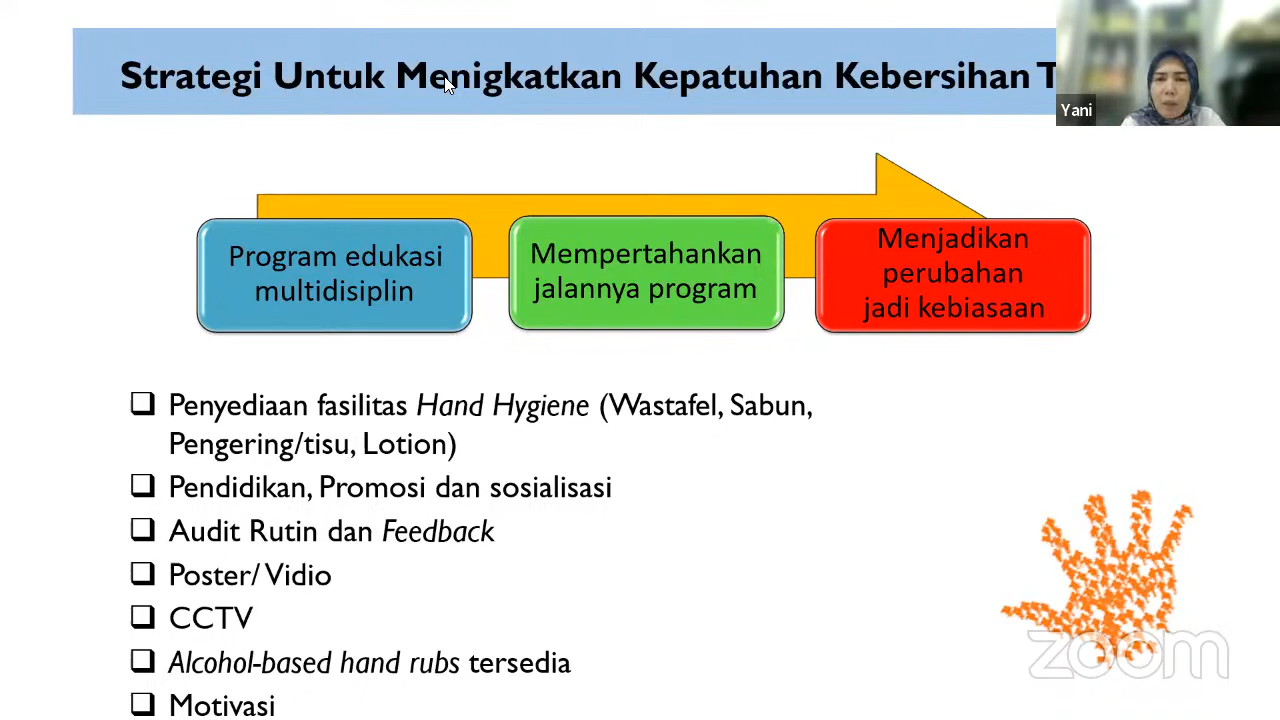 Strategi Untuk Menigkatkan Kepatuhan Kebersihan T
Yani
Program edukasi
multidisiplin
Mempertahankan
jalannya program
Menjadikan
perubahan
jadi kebiasaan
Penyediaan fasilitas Hand Hygiene (Wastafel, Sabun,
Pengering/tisu, Lotion)
Pendidikan, Promosi dan sosialisasi
Audit Rutin dan Feedback
Poster/ Vidio
CCTV
Alcohol-based hand rubs tersedia
Motivasi
zoom